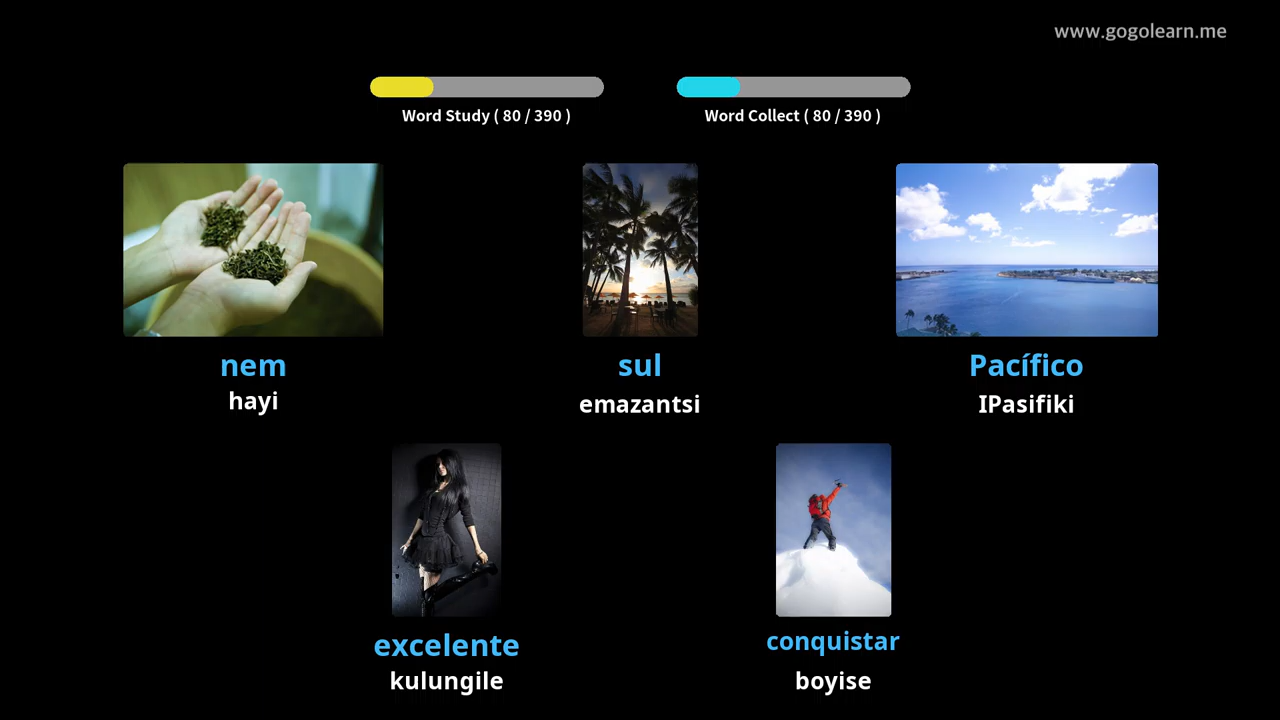 www.gogolearn.me
Word Study ( 80 / 390 )
Word Collect ( 80 / 390 )
nem
hayi
sul
emazantsi
Pacífico
IPasifiki
excelente
kulungile
conquistar
boyise